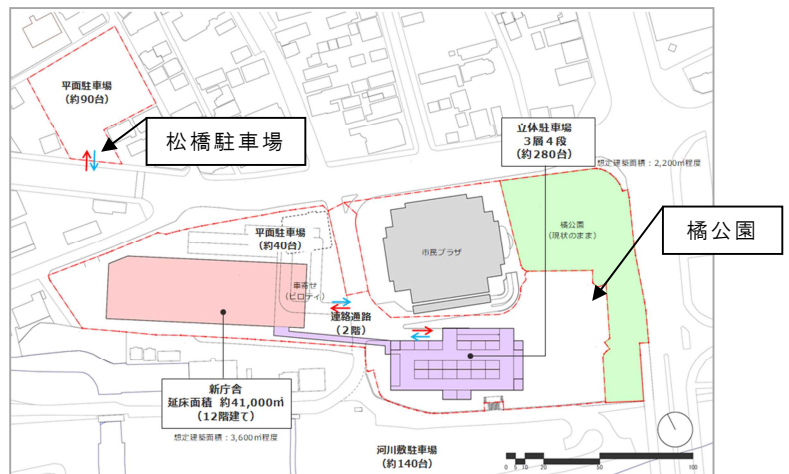 平面駐車場
(約90台)
松橋駐車場
立体駐車場
3層4段
(約280台)
想定建築面積：2,200㎡程度
橘公園
(現状のまま)
橘公園
平面駐車場
(約40台)
市民プラザ
車寄せ
(ピロティ)
連絡通路
(2階)
新庁舎
延床面積 約41,000㎡
(12階建て)
想定建築面積：3,600㎡程度
河川敷駐車場
(約140台)
0 5 10 20 50 100